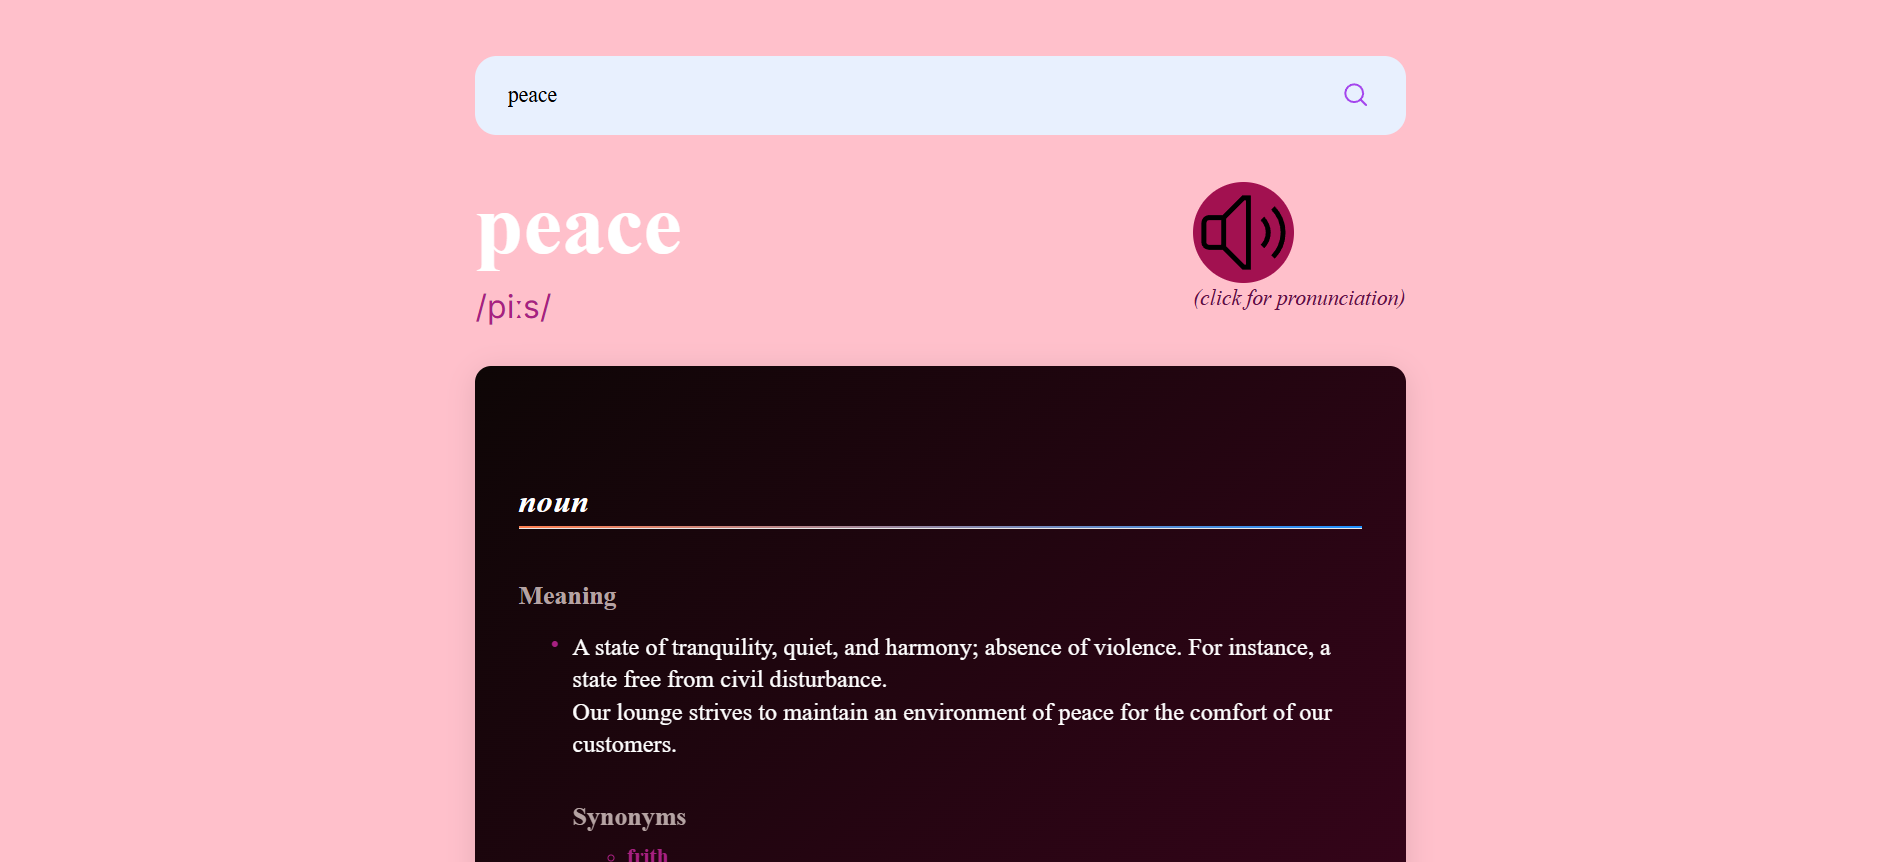 peace
peace
/piːs/
(click for pronunciation)
noun
Meaning
A state of tranquility, quiet, and harmony; absence of violence. For instance, a
state free from civil disturbance.
Our lounge strives to maintain an environment of peace for the comfort of our
customers.
Synonyms
frith